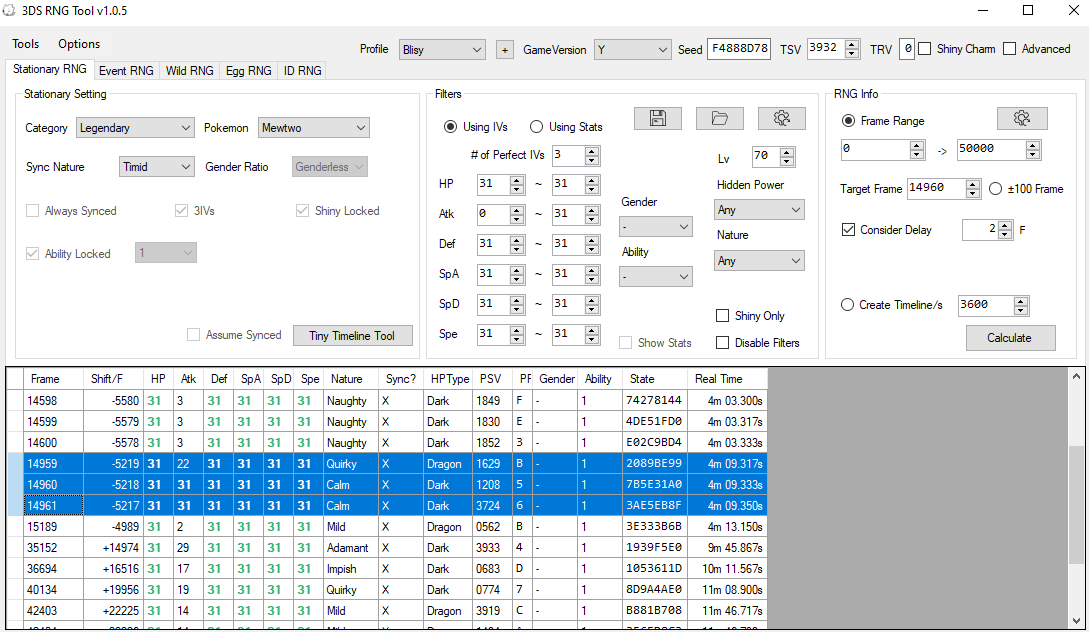 3DS RNG Tool v1.0.5
Tools Options
Profile Blisy + GameVersion Y Seed F4888D78 TSV 3932 TRV 0 Shiny Charm Advanced
Stationary RNG Event RNG Wild RNG Egg RNG ID RNG
Stationary Setting
Category Legendary Pokemon Mewtwo
Sync Nature Timid Gender Ratio Genderless
Always Synced 3IVs Shiny Locked
Ability Locked 1
Assume Synced Tiny Timeline Tool
Filters
Using IVs Using Stats
# of Perfect IVs 3
HP 31 ~ 31
Atk 0 ~ 31
Def 31 ~ 31
SpA 31 ~ 31
SpD 31 ~ 31
Spe 31 ~ 31
Gender
-
Ability
-
Show Stats
Lv 70
Hidden Power
Any
Nature
Any
Shiny Only
Disable Filters
RNG Info
Frame Range
0 -> 50000
Target Frame 14960 ±100 Frame
Consider Delay 2 F
Create Timeline/s 3600
Calculate
Frame Shift/F HP Atk Def SpA SpD Spe Nature Sync? HPType PSV Gender Ability State Real Time
14598 -5580 31 3 31 31 31 31 Naughty X Dark 1849 F - 1 74278144 4m 03.300s
14599 -5579 31 3 31 31 31 31 Naughty X Dark 1830 E - 1 4DE51FD0 4m 03.317s
14600 -5578 31 3 31 31 31 31 Naughty X Dark 1852 3 - 1 E02C9BD4 4m 03.333s
14959 -5219 31 22 31 31 31 31 Quirky X Dragon 1629 B - 1 2089BE99 4m 09.317s
14960 -5218 31 31 31 31 31 31 Calm X Dark 1208 5 - 1 7B5E31A0 4m 09.333s
14961 -5217 31 31 31 31 31 31 Calm X Dark 3724 6 - 1 3AE5EB8F 4m 09.350s
15189 -4989 31 2 31 31 31 31 Mild X Dragon 0562 B - 1 3E333B6B 4m 13.150s
35152 +14974 31 29 31 31 31 31 Adamant X Dark 3933 4 - 1 1939F5E0 9m 45.867s
36694 +16516 31 17 31 31 31 31 Impish X Dark 0683 D - 1 1053611D 10m 11.567s
40134 +19956 31 19 31 31 31 31 Quirky X Dark 0774 7 - 1 8D9A4AE0 11m 08.900s
42403 +22225 31 14 31 31 31 31 Mild X Dragon 3919 C - 1 B881B708 11m 46.717s